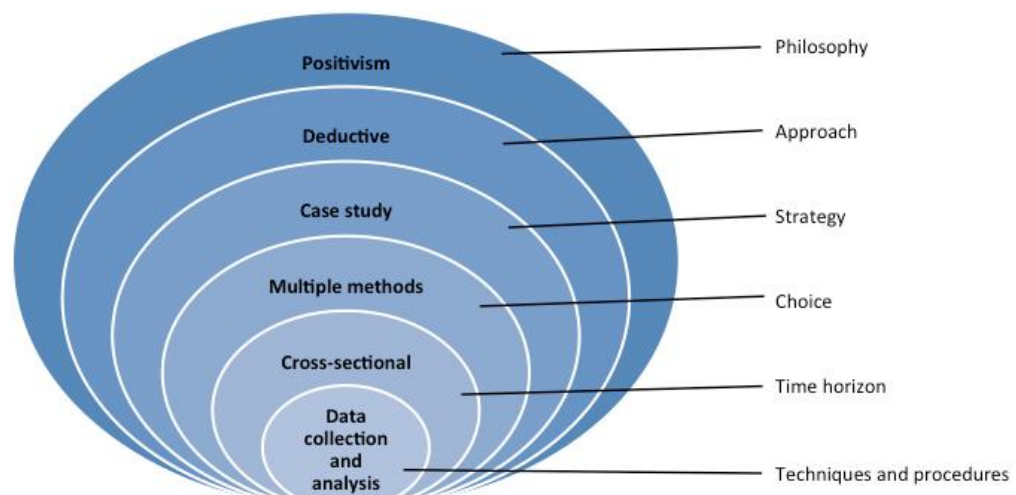 Positivism
Philosophy
Deductive
Approach
Case study
Strategy
Multiple methods
Choice
Cross-sectional
Time horizon
Data
collection
and
analysis
Techniques and procedures